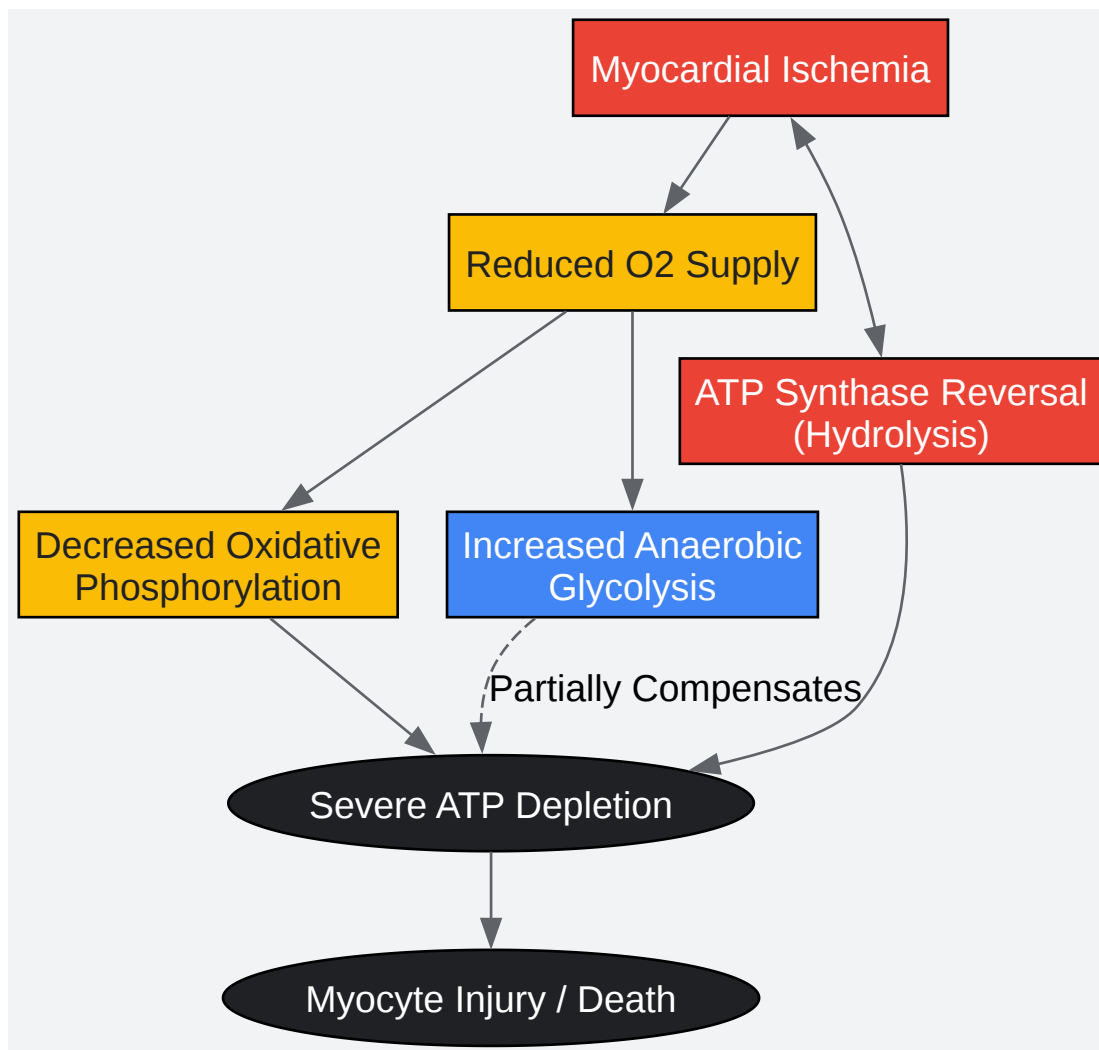 Myocardial Ischemia
Reduced O2 Supply
ATP Synthase Reversal
(Hydrolysis)
Decreased Oxidative
Phosphorylation
Increased Anaerobic
Glycolysis
Partially Compensates
Severe ATP Depletion
Myocyte Injury / Death